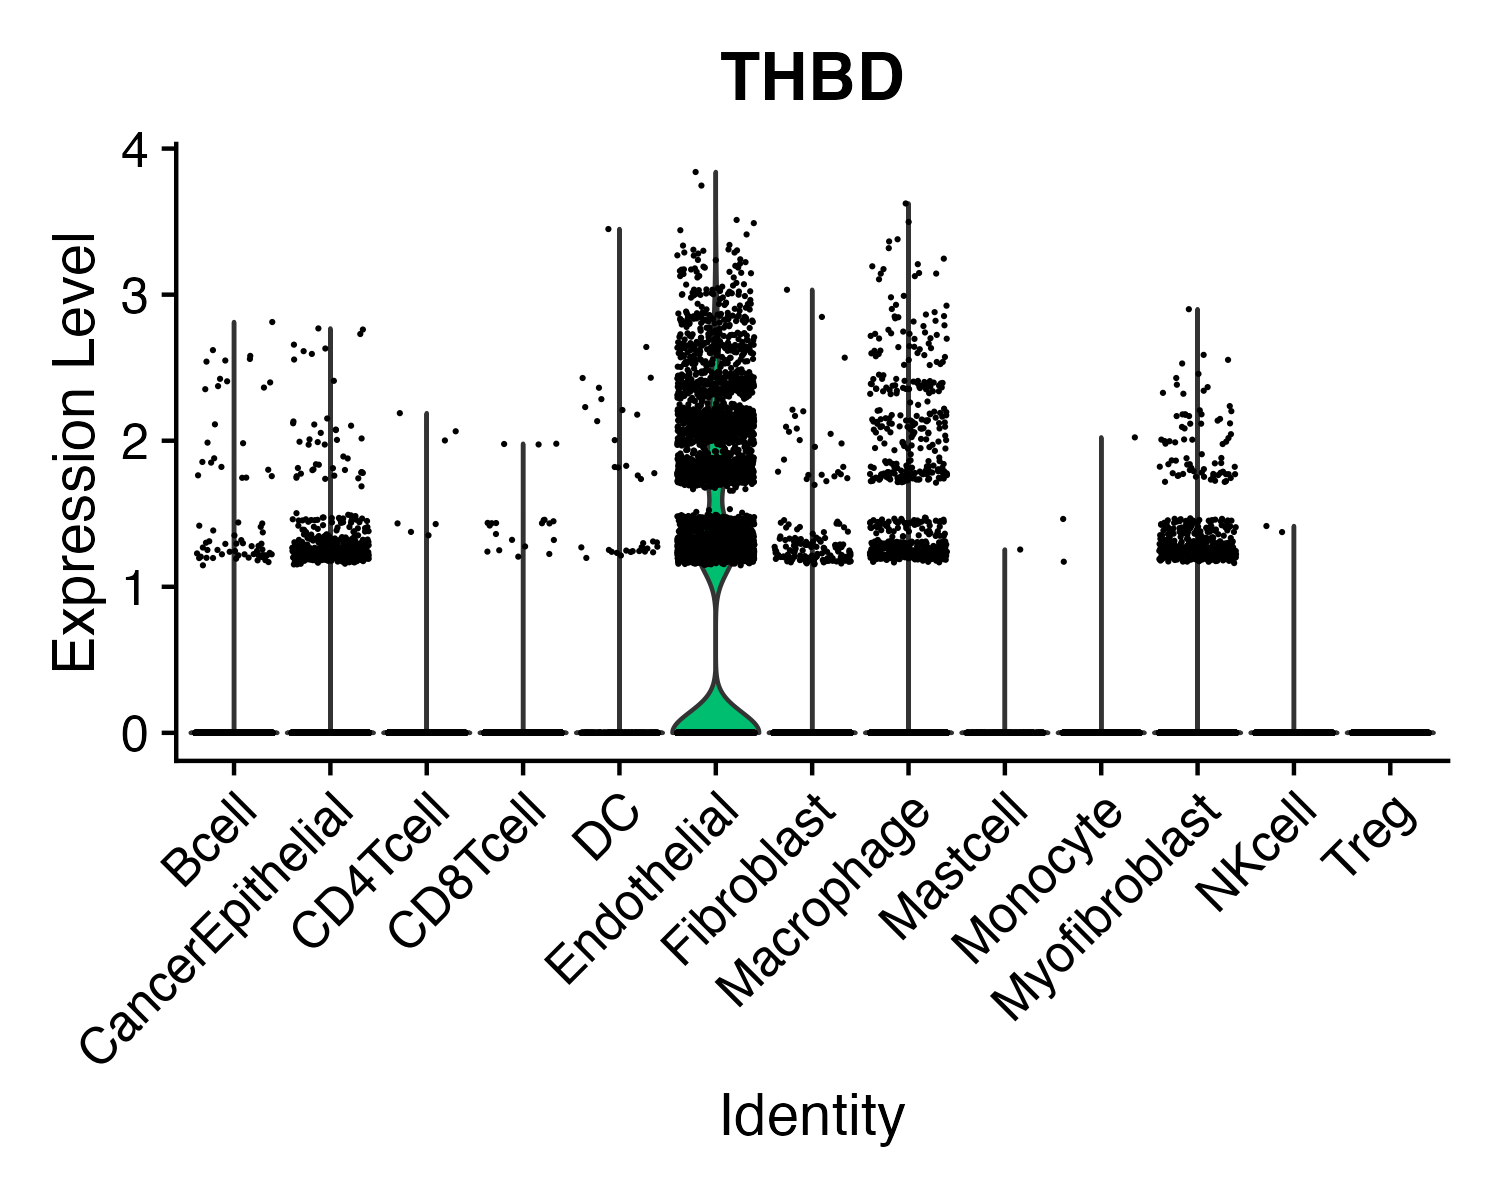 THBD
Expression Level
4
3
2
1
0
Bcell
CancerEpithelial
CD4Tcell
CD8Tcell
DC
Endothelial
Fibroblast
Macrophage
Mastcell
Monocyte
Myofibroblast
NKcell
Treg
Identity